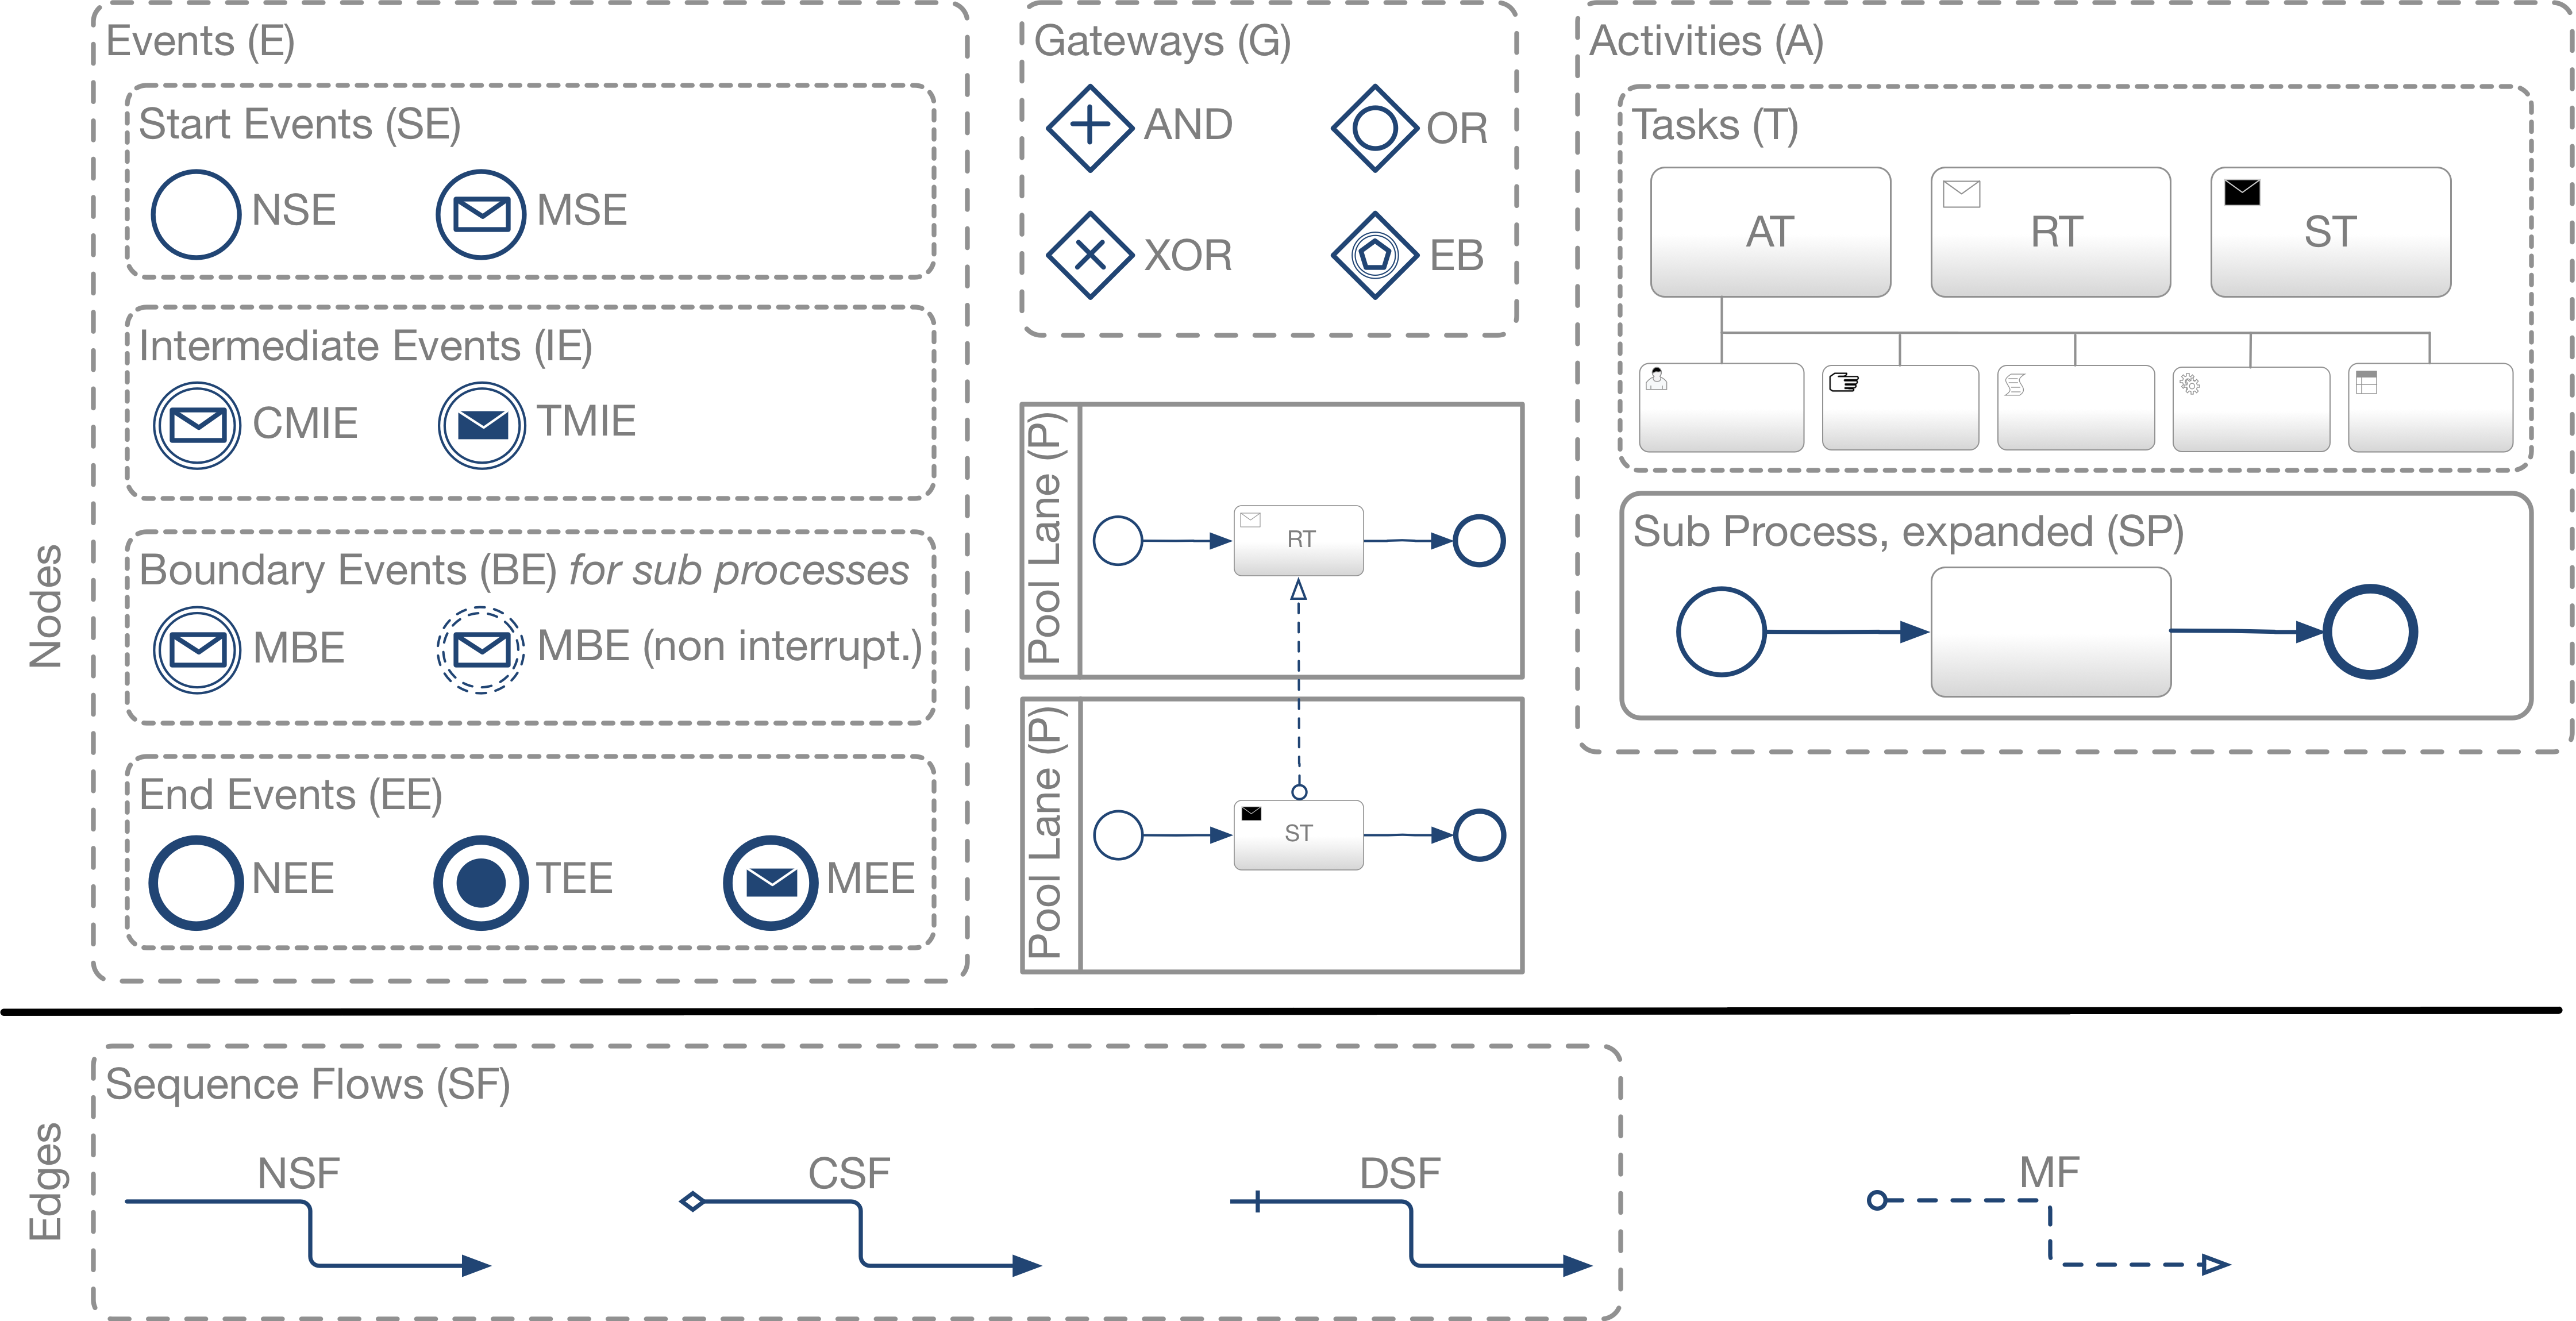 Nodes
Events (E)
Start Events (SE)
NSE
MSE
Intermediate Events (IE)
CMIE
TMIE
Boundary Events (BE) for sub processes
MBE
MBE (non interrupt.)
End Events (EE)
NEE
TEE
MEE
Gateways (G)
AND
OR
XOR
EB
Pool Lane (P)
RT
Pool Lane (P)
ST
Activities (A)
Tasks (T)
AT
RT
ST
Sub Process, expanded (SP)
Edges
Sequence Flows (SF)
NSF
CSF
DSF
MF